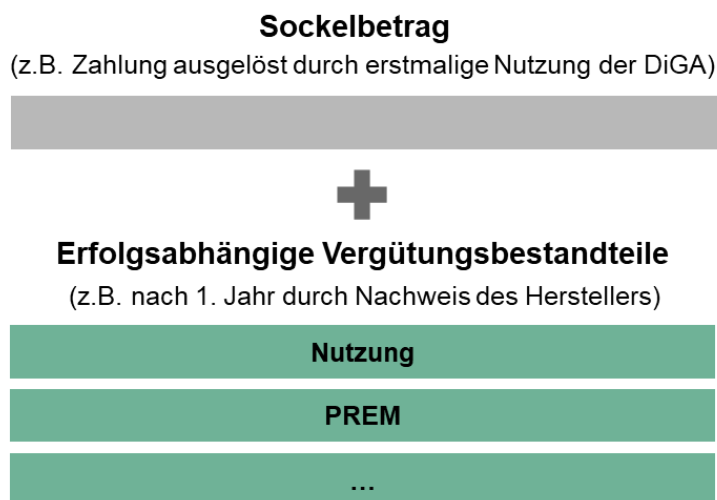 Sockelbetrag
(z.B. Zahlung ausgelöst durch erstmalige Nutzung der DiGA)
Erfolgsabhängige Vergütungsbestandteile
(z.B. nach 1. Jahr durch Nachweis des Herstellers)
Nutzung
PREM
...